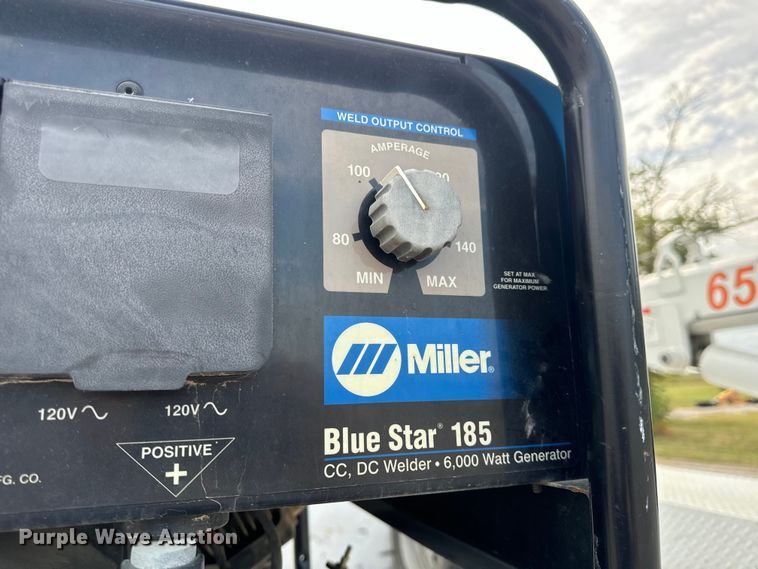 WELD OUTPUT CONTROL
AMPERAGE
100
80
140
MIN MAX
SET AT MAX
FOR MAXIMUM
GENERATOR POWER
Miller®
Blue Star® 185
CC, DC Welder • 6,000 Watt Generator
120V 120V
POSITIVE
+
FG. CO.
65
Purple Wave Auction